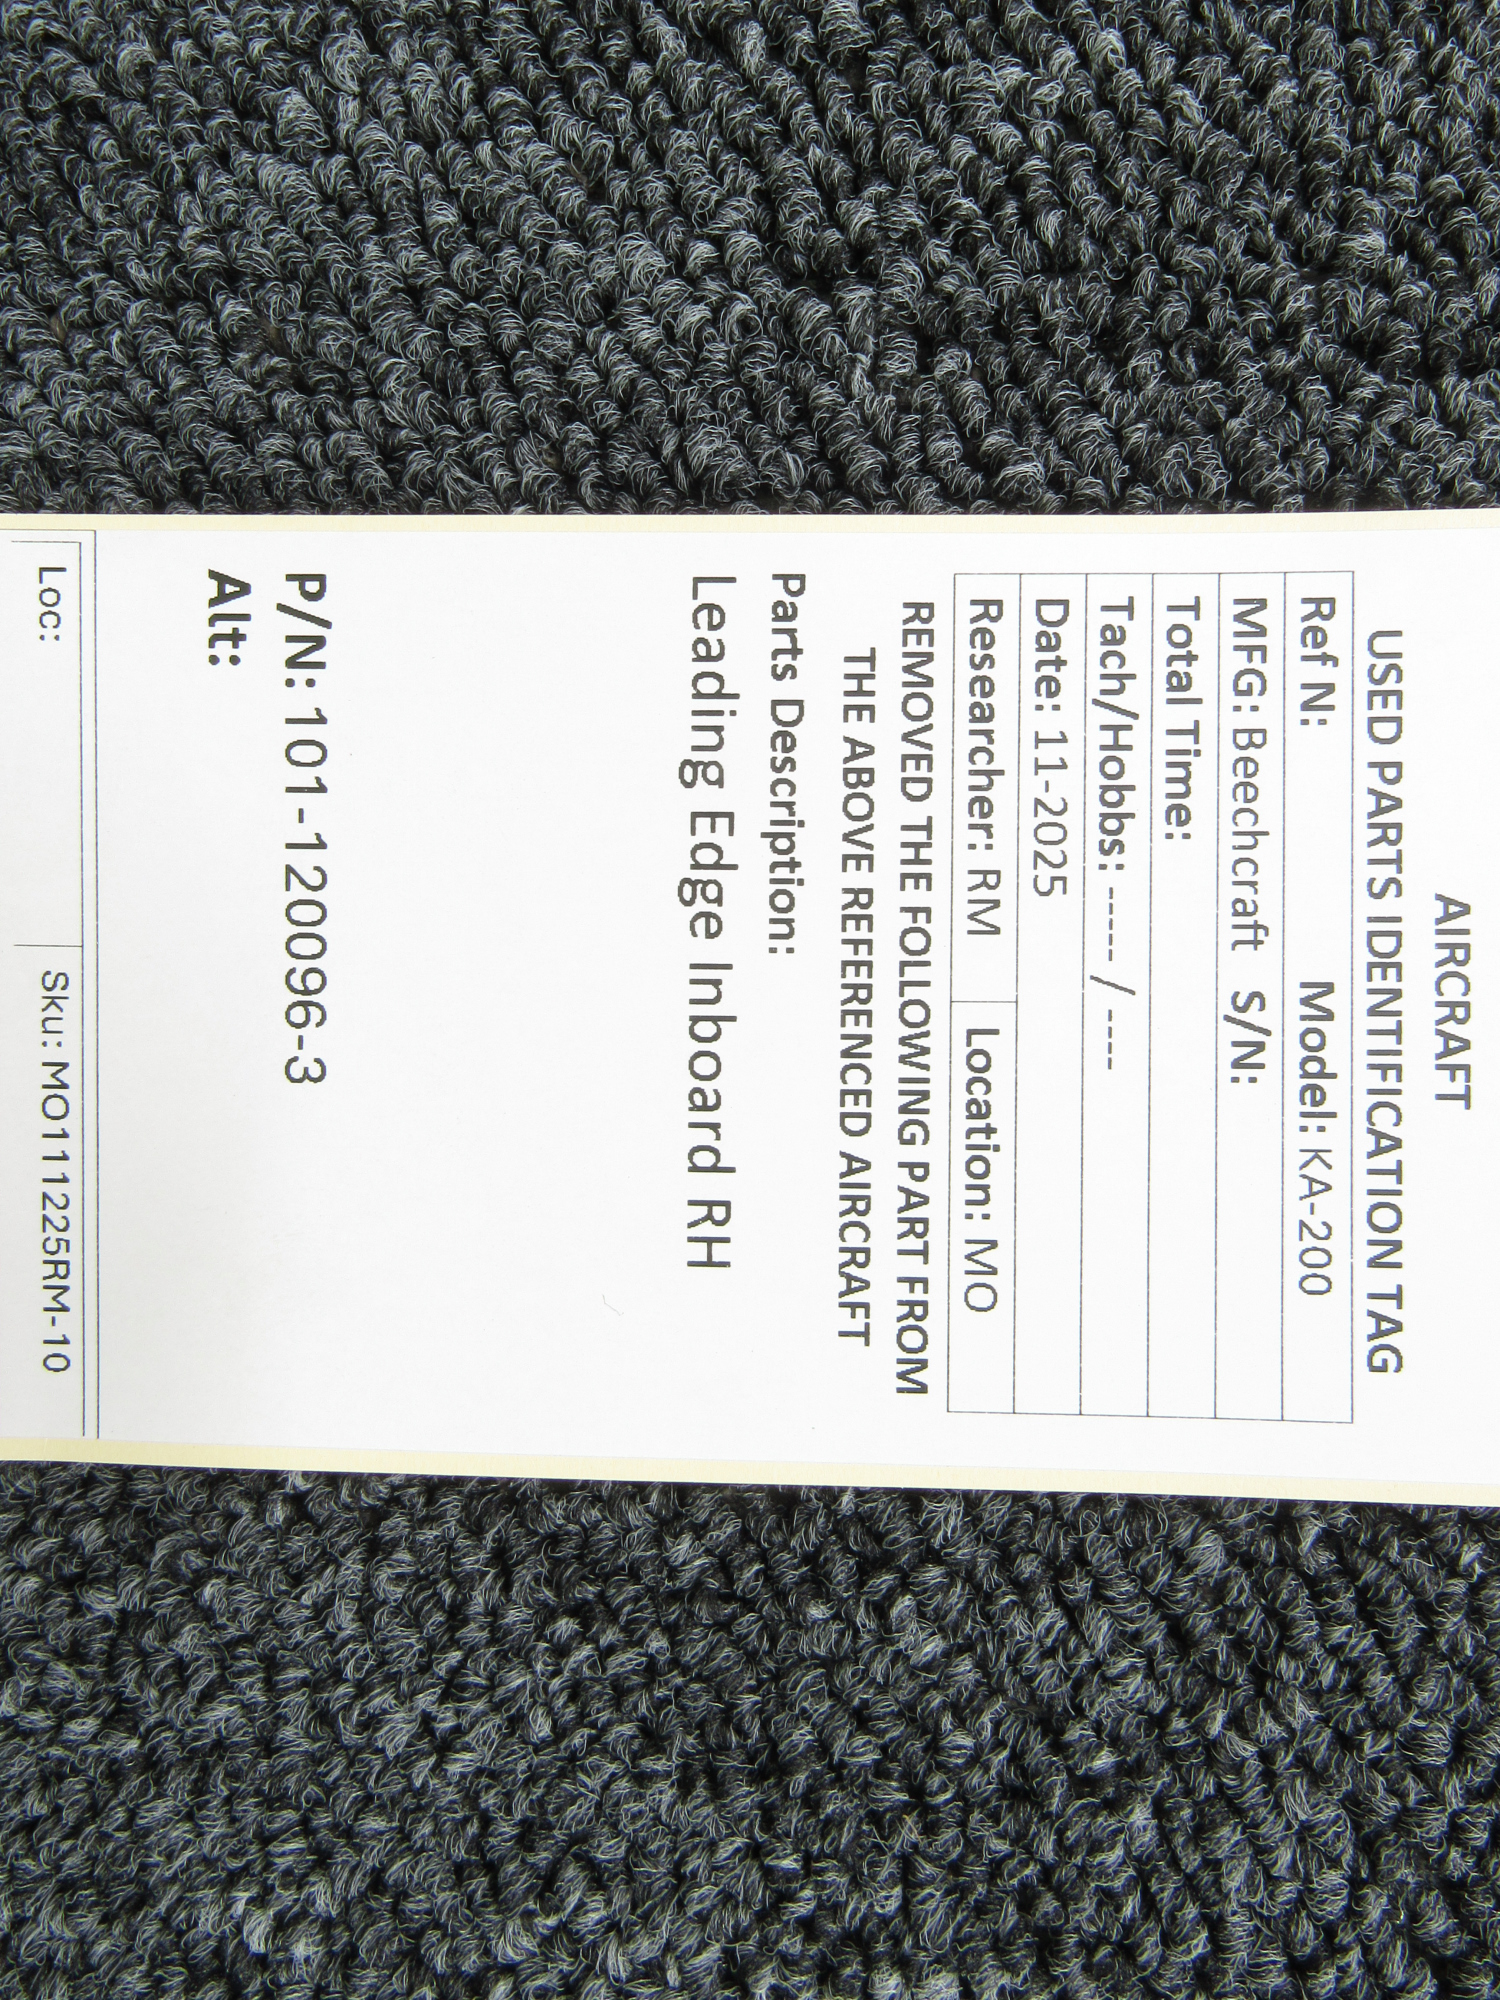 AIRCRAFT
USED PARTS IDENTIFICATION TAG
Ref N: Model: KA-200
MFG: Beechcraft S/N:
Total Time:
Tach/Hobbs: ----- / ----
Date: 11-2025
Researcher: RM Location: MO
REMOVED THE FOLLOWING PART FROM
THE ABOVE REFERENCED AIRCRAFT
Parts Description:
Leading Edge Inboard RH
P/N: 101-120096-3
Alt:
Loc: Sku: MO111225RM-10